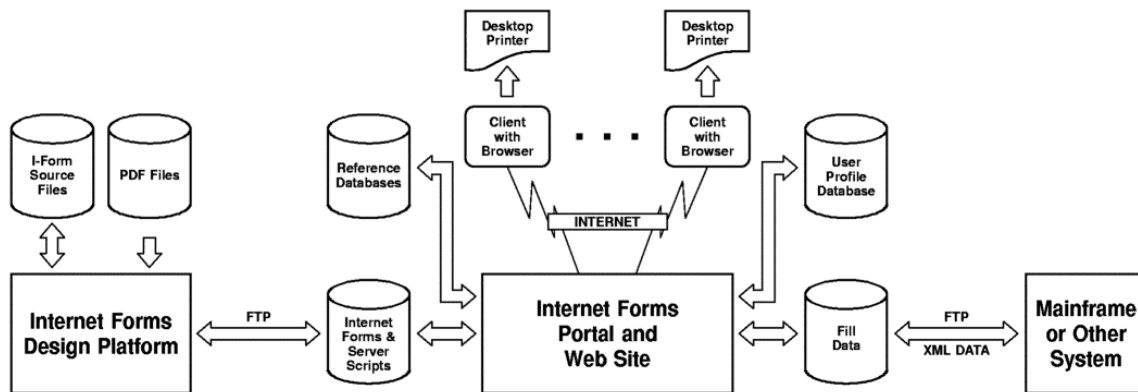 Desktop
Printer
Desktop
Printer
Client
with
Browser
Client
with
Browser
I-Form
Source
Files
PDF Files
Reference
Databases
User
Profile
Database
INTERNET
Internet Forms
Design Platform
FTP
Internet
Forms &
Server
Scripts
Internet Forms
Portal and
Web Site
Fill
Data
FTP
XML DATA
Mainframe
or Other
System